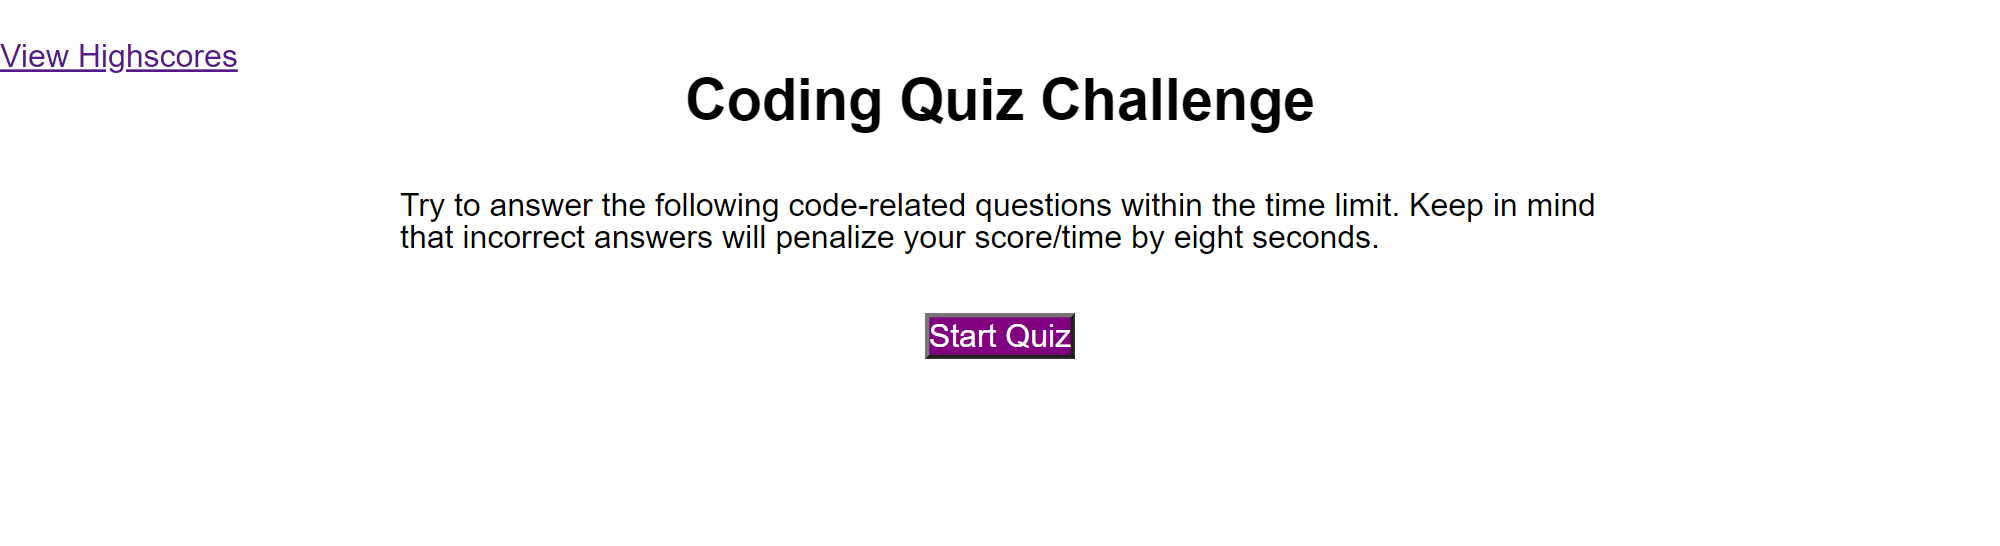 View Highscores
Coding Quiz Challenge
Try to answer the following code-related questions within the time limit. Keep in mind
that incorrect answers will penalize your score/time by eight seconds.
Start Quiz